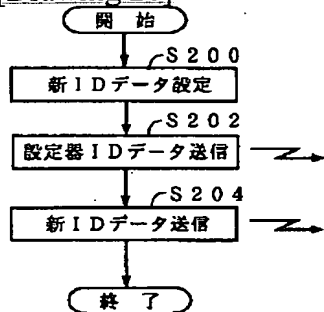 開 始
S200
新IDデータ設定
S202
設定器IDデータ送信
S204
新IDデータ送信
終 了